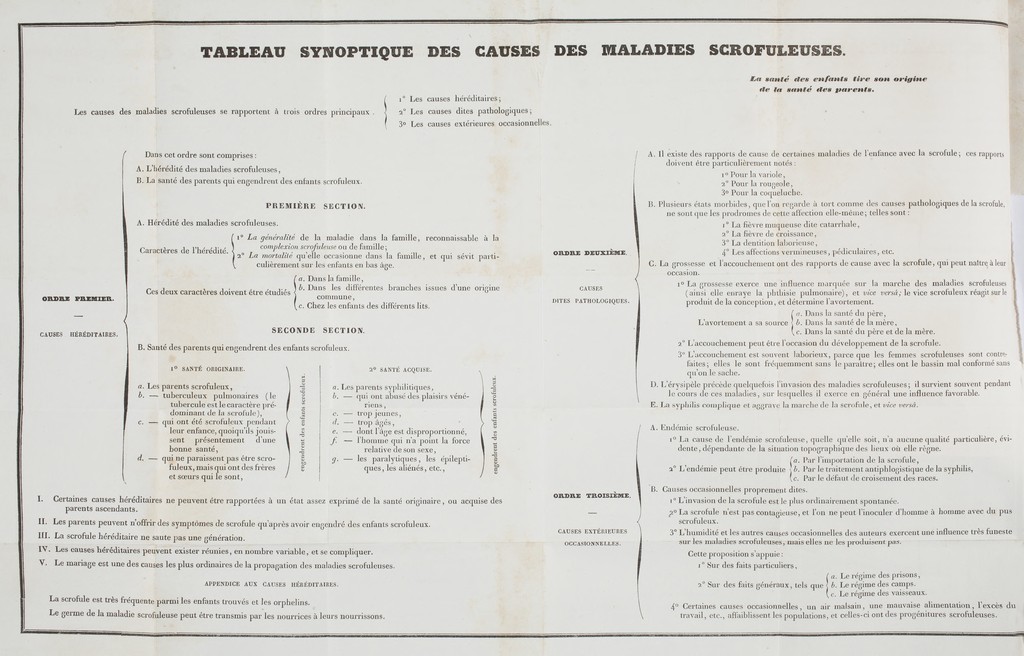 TABLEAU SYNOPTIQUE DES CAUSES DES MALADIES SCROFULEUSES.
La santé des enfants tire son origine
de la santé des parents.
Les causes des maladies scrofuleuses se rapportent à trois ordres principaux.
1° Les causes héréditaires;
2° Les causes dites pathologiques;
3° Les causes extérieures occasionnelles.
ORDRE PREMIER.
—
CAUSES HÉRÉDITAIRES.
Dans cet ordre sont comprises:
A. L'hérédité des maladies scrofuleuses,
B. La santé des parents qui engendrent des enfants scrofuleux.
PREMIÈRE SECTION.
A. Hérédité des maladies scrofuleuses.
Caractères de l'hérédité.
1° La généralité de la maladie dans la famille, reconnaissable à la
complexion scrofuleuse ou de famille;
2° La mortalité qu'elle occasionne dans la famille, et qui sévit parti-
culièrement sur les enfants en bas âge.
Ces deux caractères doivent être étudiés
a. Dans la famille,
b. Dans les différentes branches issues d'une origine
commune,
c. Chez les enfants des différents lits.
SECONDE SECTION.
B. Santé des parents qui engendrent des enfants scrofuleux.
1° SANTÉ ORIGINAIRE.
a. Les parents scrofuleux,
b. — tuberculeux pulmonaires (le
tubercule est le caractère pré-
dominant de la scrofule),
c. — qui ont été scrofuleux pendant
leur enfance, quoiqu'ils jouis-
sent présentement d'une
bonne santé,
d. — qui ne paraissent pas être scro-
fuleux, mais qui ont des frères
et sœurs qui le sont,
engendrent des enfants scrofuleux.
2° SANTÉ ACQUISE.
a. Les parents syphilitiques,
b. — qui ont abusé des plaisirs véné-
riens,
c. — trop jeunes,
d. — trop âgés,
e. — dont l'âge est disproportionné,
f. — l'homme qui n'a point la force
relative de son sexe,
g. — les paralytiques, les épilepti-
ques, les aliénés, etc.,
engendrent des enfants scrofuleux.
I. Certaines causes héréditaires ne peuvent être rapportées à un état assez exprimé de la santé originaire, ou acquise des
parents ascendants.
II. Les parents peuvent n'offrir des symptômes de scrofule qu'après avoir engendré des enfants scrofuleux.
III. La scrofule héréditaire ne saute pas une génération.
IV. Les causes héréditaires peuvent exister réunies, en nombre variable, et se compliquer.
V. Le mariage est une des causes les plus ordinaires de la propagation des maladies scrofuleuses.
APPENDICE AUX CAUSES HÉRÉDITAIRES.
La scrofule est très fréquente parmi les enfants trouvés et les orphelins.
Le germe de la maladie scrofuleuse peut être transmis par les nourrices à leurs nourrissons.
ORDRE DEUXIÈME.
—
CAUSES
DITES PATHOLOGIQUES.
A. Il existe des rapports de cause de certaines maladies de l'enfance avec la scrofule; ces rapports
doivent être particulièrement notés:
1° Pour la variole,
2° Pour la rougeole,
3° Pour la coqueluche.
B. Plusieurs états morbides, que l'on regarde à tort comme des causes pathologiques de la scrofule,
ne sont que les prodromes de cette affection elle-même; telles sont:
1° La fièvre muqueuse dite catarrhale,
2° La fièvre de croissance,
3° La dentition laborieuse,
4° Les affections vermineuses, pédiculaires, etc.
C. La grossesse et l'accouchement ont des rapports de cause avec la scrofule, qui peut naître à leur
occasion.
1° La grossesse exerce une influence marquée sur la marche des maladies scrofuleuses
(ainsi elle enraye la phthisie pulmonaire), et vice versâ; le vice scrofuleux réagit sur le
produit de la conception, et détermine l'avortement.
L'avortement a sa source
a. Dans la santé du père,
b. Dans la santé de la mère,
c. Dans la santé du père et de la mère.
2° L'accouchement peut être l'occasion du développement de la scrofule.
3° L'accouchement est souvent laborieux, parce que les femmes scrofuleuses sont contre-
faites; elles le sont fréquemment sans le paraître; elles ont le bassin mal conformé sans
qu'on le sache.
D. L'érysipèle précède quelquefois l'invasion des maladies scrofuleuses; il survient souvent pendant
le cours de ces maladies, sur lesquelles il exerce en général une influence favorable.
E. La syphilis complique et aggrave la marche de la scrofule, et vice versâ.
ORDRE TROISIÈME.
—
CAUSES EXTÉRIEURES
OCCASIONNELLES.
A. Endémie scrofuleuse.
1° La cause de l'endémie scrofuleuse, quelle qu'elle soit, n'a aucune qualité particulière, évi-
dente, dépendante de la situation topographique des lieux où elle règne.
2° L'endémie peut être produite
a. Par l'importation de la scrofule,
b. Par le traitement antiphlogistique de la syphilis,
c. Par le défaut de croisement des races.
B. Causes occasionnelles proprement dites.
1° L'invasion de la scrofule est le plus ordinairement spontanée.
2° La scrofule n'est pas contagieuse, et l'on ne peut l'inoculer d'homme à homme avec du pus
scrofuleux.
3° L'humidité et les autres causes occasionnelles des auteurs exercent une influence très funeste
sur les maladies scrofuleuses, mais elles ne les produisent pas.
Cette proposition s'appuie:
1° Sur des faits particuliers,
2° Sur des faits généraux, tels que
a. Le régime des prisons,
b. Le régime des camps.
c. Le régime des vaisseaux.
4° Certaines causes occasionnelles, un air malsain, une mauvaise alimentation, l'excès du
travail, etc., affaiblissent les populations, et celles-ci ont des progénitures scrofuleuses.